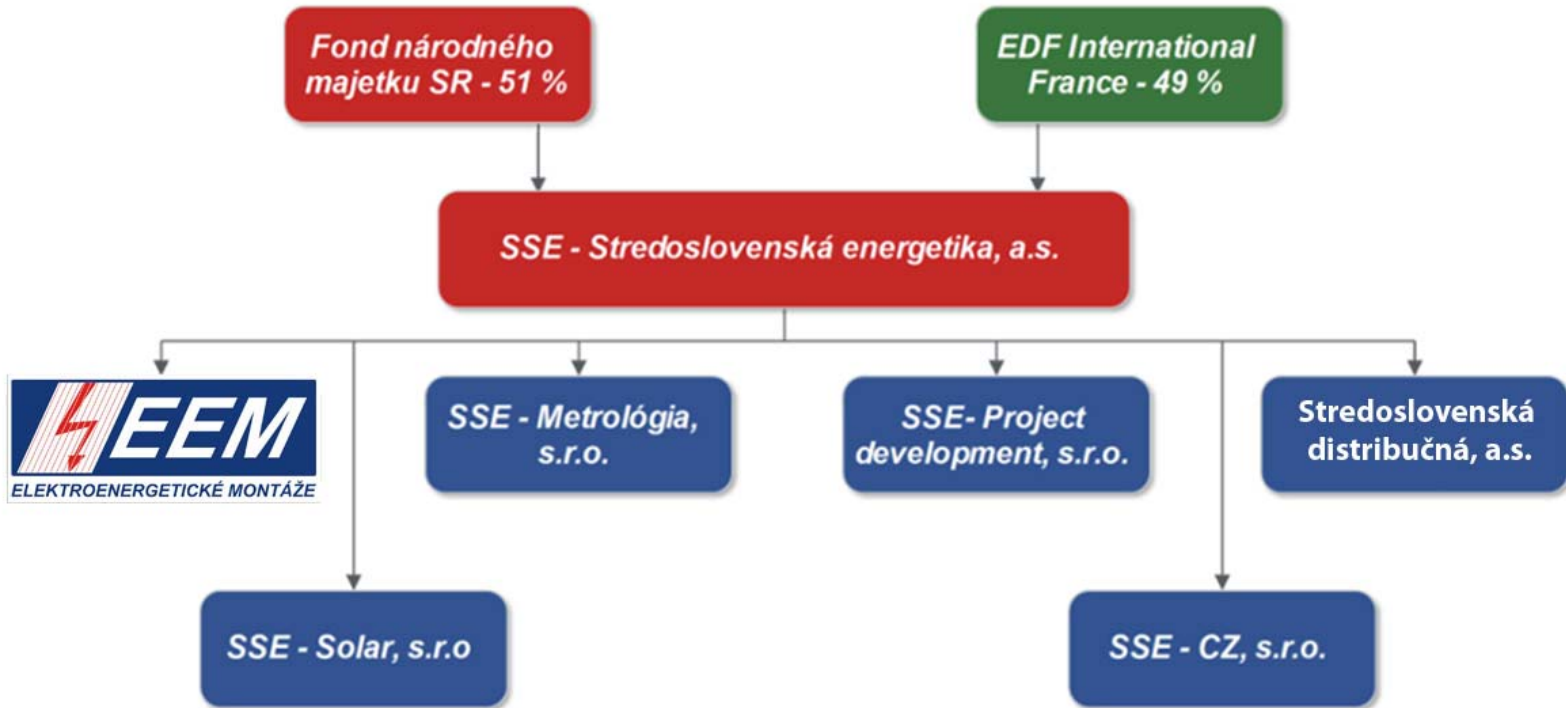 Fond národného
majetku SR - 51 %
EDF International
France - 49 %
SSE - Stredoslovenská energetika, a.s.
EEM
ELEKTROENERGETICKÉ MONTÁŽE
SSE - Metrológia,
s.r.o.
SSE- Project
development, s.r.o.
Stredoslovenská
distribučná, a.s.
SSE - Solar, s.r.o
SSE - CZ, s.r.o.